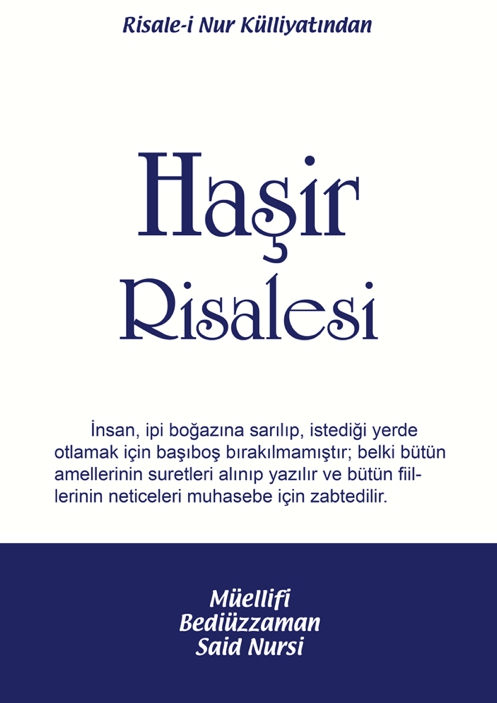 Risale-i Nur Külliyatından
Haşir
Risalesi
İnsan, ipi boğazına sarılıp, istediği yerde
otlamak için başıboş bırakılmamıştır; belki bütün
amellerinin suretleri alınıp yazılır ve bütün fiil-
lerinin neticeleri muhasebe için zabtedilir.
Müellifi
Bediüzzaman
Said Nursi